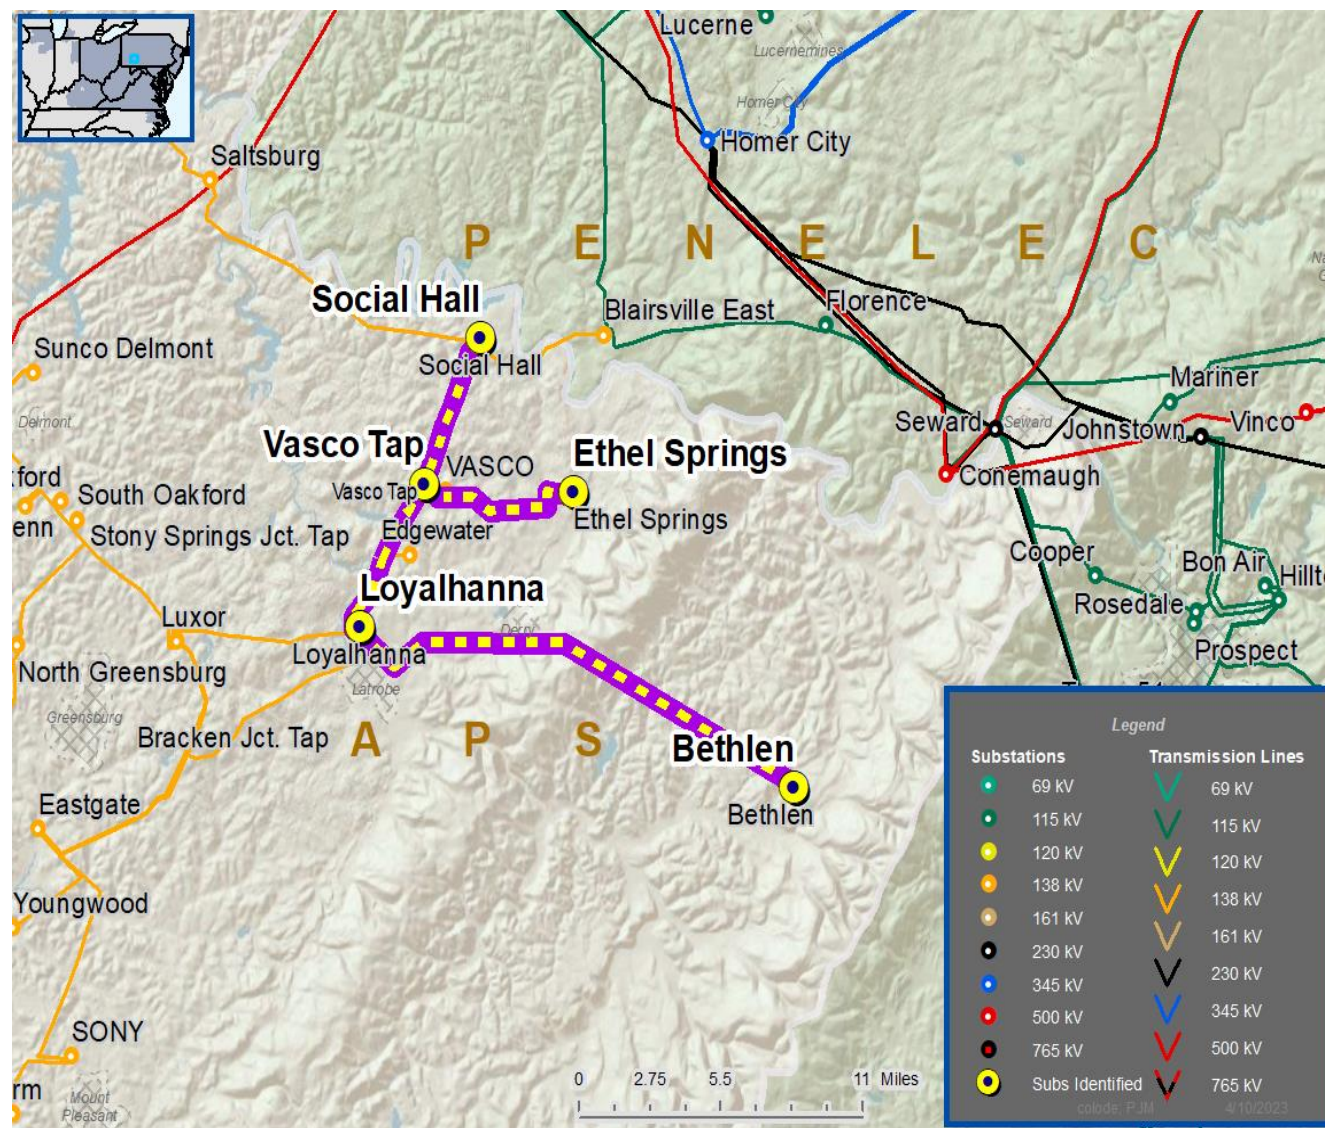 Lucerne
Lucernemines
Homer City
Homer City
Saltsburg
P E N E L E C
Social Hall
Blairsville East
Florence
Sunco Delmont
Social Hall
Mariner
Delmont
Seward
Seward
Johnstown
Vinco
Vasco Tap
VASCO
Ethel Springs
Conemaugh
ford
South Oakford
Vasco Tap
Ethel Springs
enn
Stony Springs Jct. Tap
Edgewater
Cooper
Bon Air
Hillt
Loyalhanna
Rosedale
Luxor
Derry
Loyalhanna
Prospect
North Greensburg
Latrobe
Greensburg
Bracken Jct. Tap
A P S
Bethlen
Bethlen
Eastgate
Youngwood
SONY
rm
Mount
Pleasant
0 2.75 5.5 11 Miles
Legend
Substations Transmission Lines
69 kV 69 kV
115 kV 115 kV
120 kV 120 kV
138 kV 138 kV
161 kV 161 kV
230 kV 230 kV
345 kV 345 kV
500 kV 500 kV
765 kV 765 kV
Subs Identified
colode, PJM 4/10/2023